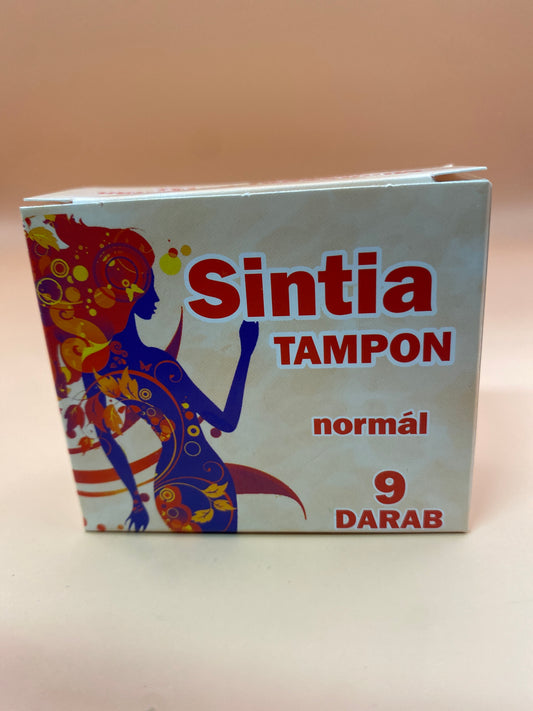 Sintia
TAMPON
normál
9
DARAB